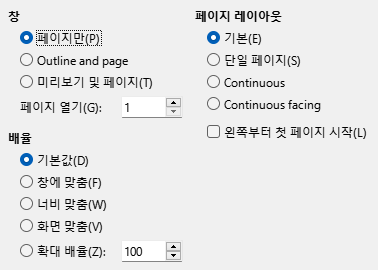 창
페이지만(P)
Outline and page
미리보기 및 페이지(T)
페이지 열기(G): 1
배율
기본값(D)
창에 맞춤(F)
너비 맞춤(W)
화면 맞춤(V)
확대 배율(Z): 100
페이지 레이아웃
기본(E)
단일 페이지(S)
Continuous
Continuous facing
왼쪽부터 첫 페이지 시작(L)